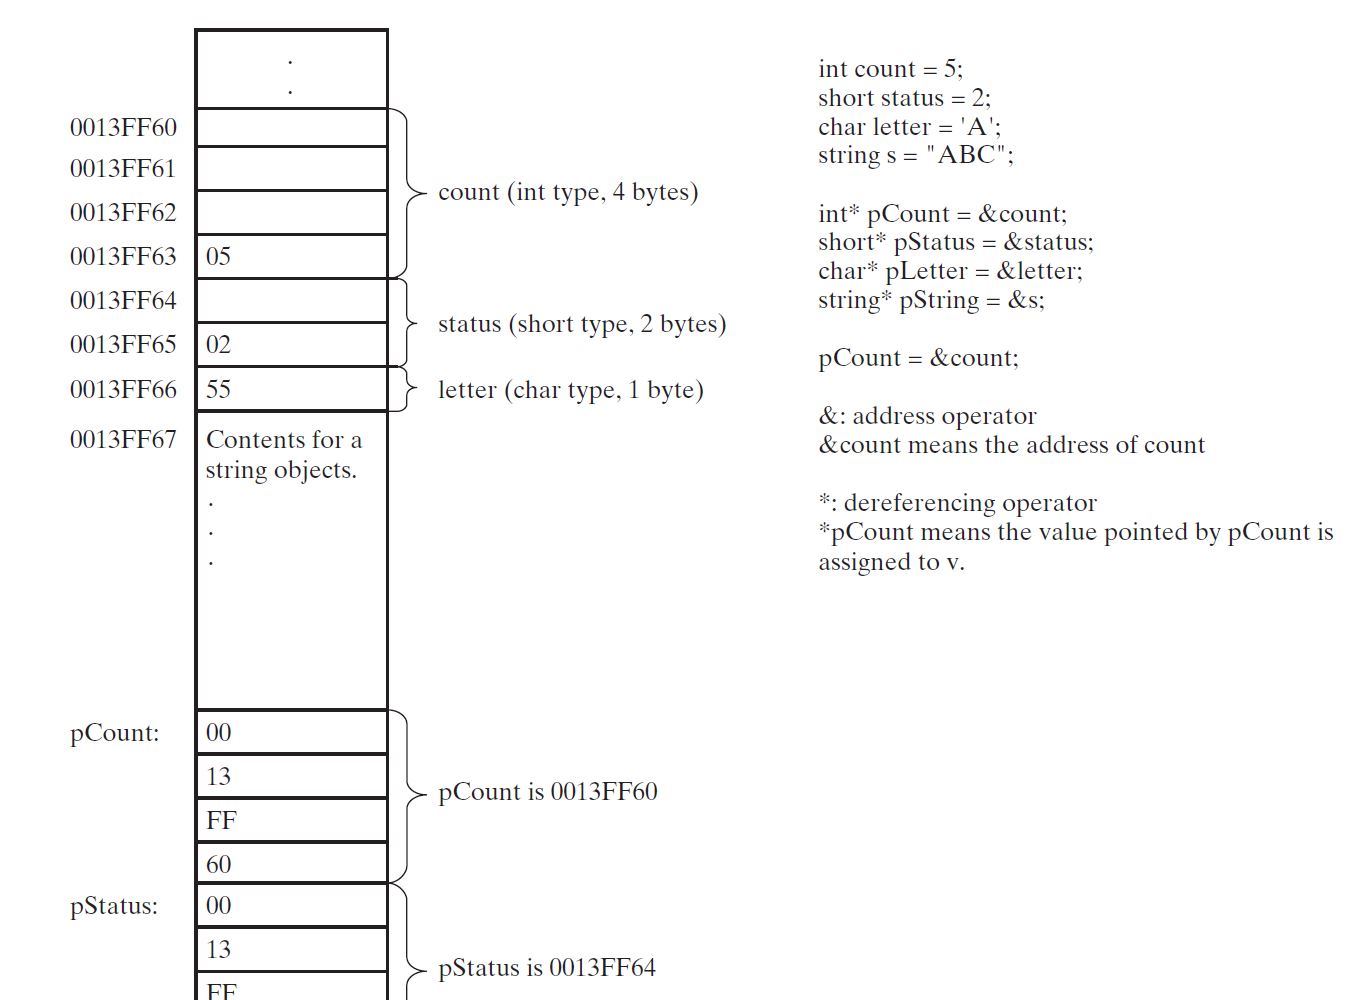 .
.
0013FF60
0013FF61
0013FF62
0013FF63 05
count (int type, 4 bytes)
0013FF64
0013FF65 02
status (short type, 2 bytes)
0013FF66 55 letter (char type, 1 byte)
0013FF67 Contents for a
string objects.
.
.
.
pCount: 00
13
FF
60
pCount is 0013FF60
pStatus: 00
13
FF
pStatus is 0013FF64
int count = 5;
short status = 2;
char letter = 'A';
string s = "ABC";
int* pCount = &count;
short* pStatus = &status;
char* pLetter = &letter;
string* pString = &s;
pCount = &count;
&: address operator
&count means the address of count
*: dereferencing operator
*pCount means the value pointed by pCount is
assigned to v.